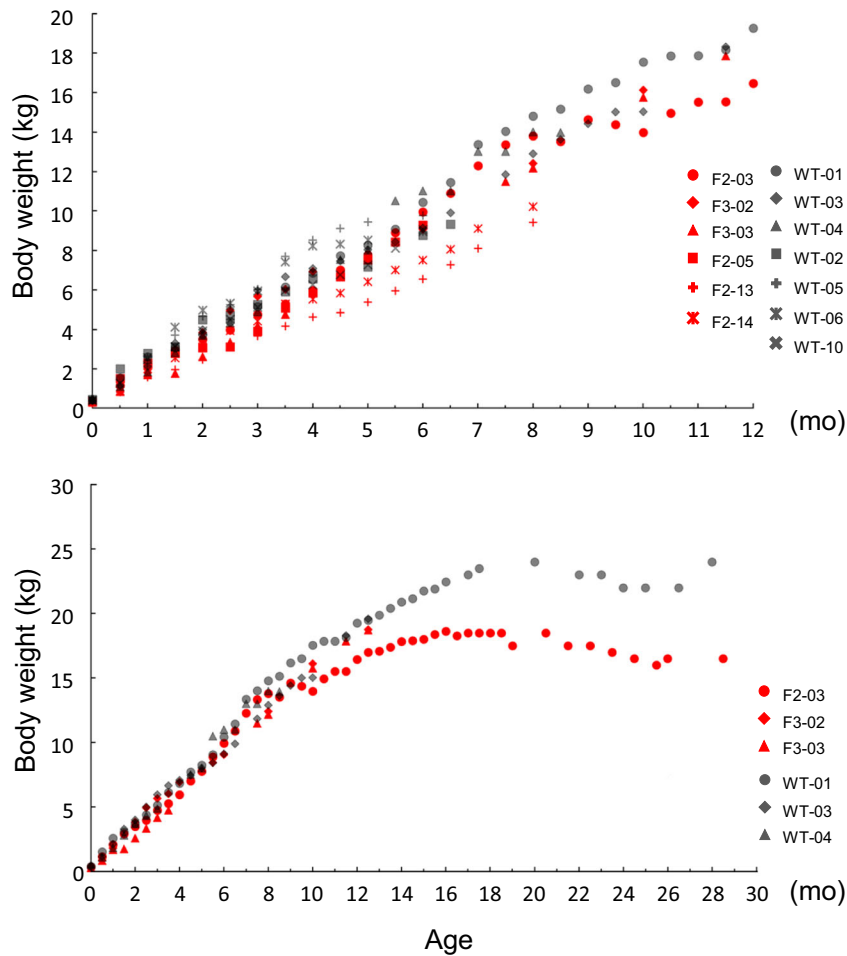 20
18
16
14
12
10
8
6
4
2
0
Body weight (kg)
F2-03
F3-02
F3-03
F2-05
F2-13
F2-14
WT-01
WT-03
WT-04
WT-02
WT-05
WT-06
WT-10
0 1 2 3 4 5 6 7 8 9 10 11 12 (mo)
30
25
20
15
10
5
0
Body weight (kg)
F2-03
F3-02
F3-03
WT-01
WT-03
WT-04
0 2 4 6 8 10 12 14 16 18 20 22 24 26 28 30 (mo)
Age